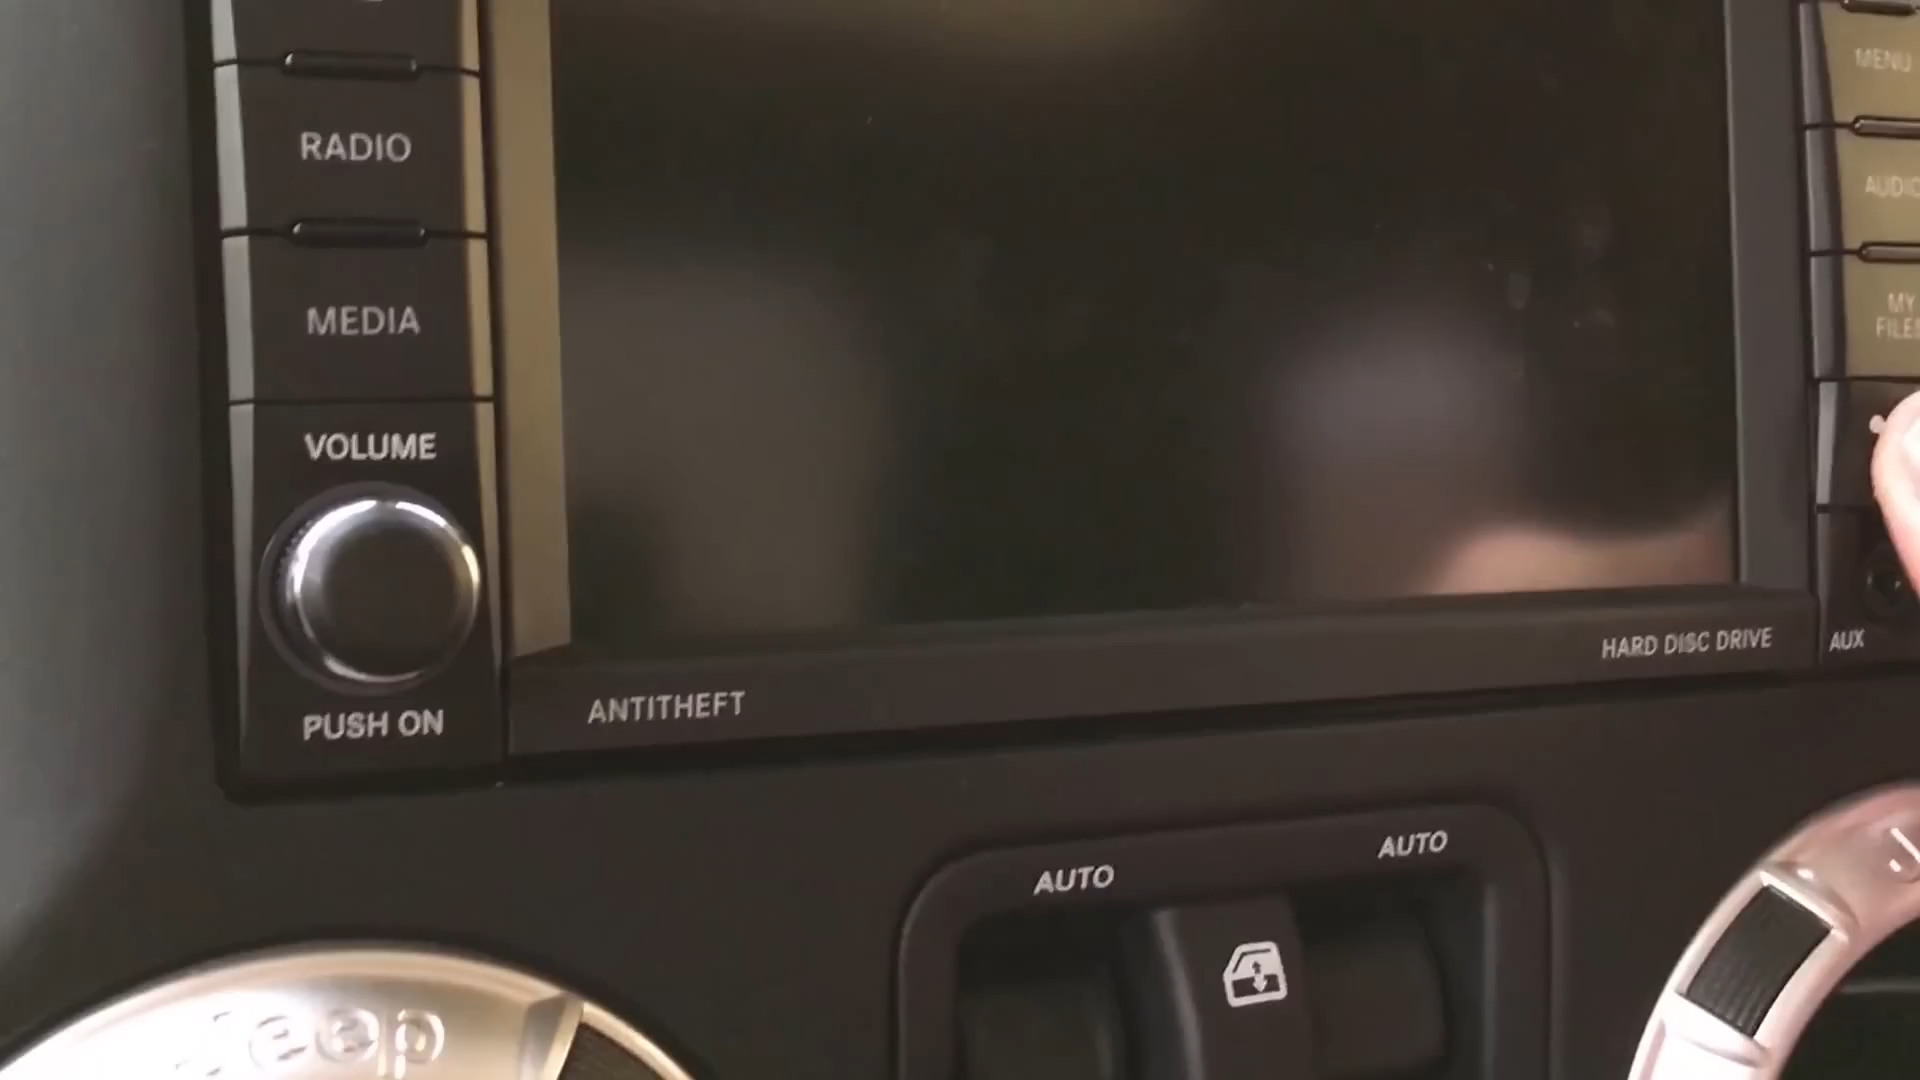 RADIO
MEDIA
VOLUME
PUSH ON
ANTITHEFT
HARD DISC DRIVE
MENU
AUDIO
MY
FILES
AUX
AUTO
AUTO
Jeep